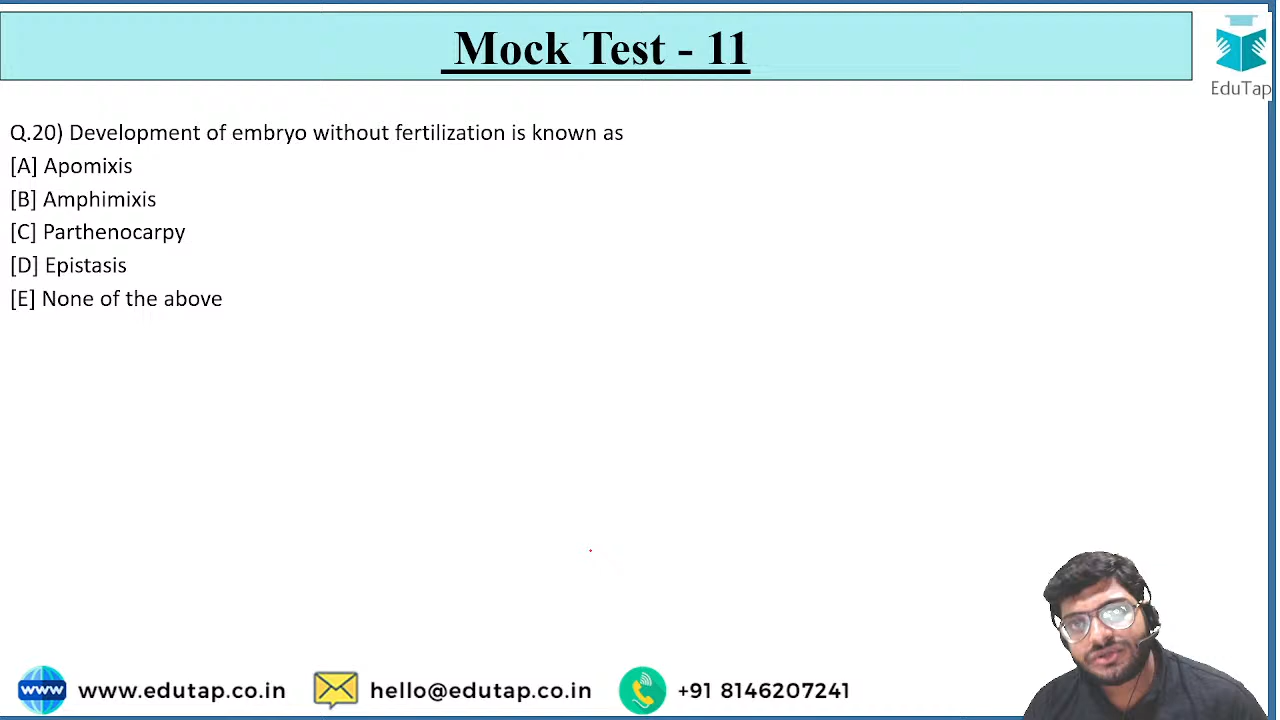 Mock Test - 11
EduTap
Q.20) Development of embryo without fertilization is known as
[A] Apomixis
[B] Amphimixis
[C] Parthenocarpy
[D] Epistasis
[E] None of the above
www www.edutap.co.in hello@edutap.co.in +91 8146207241